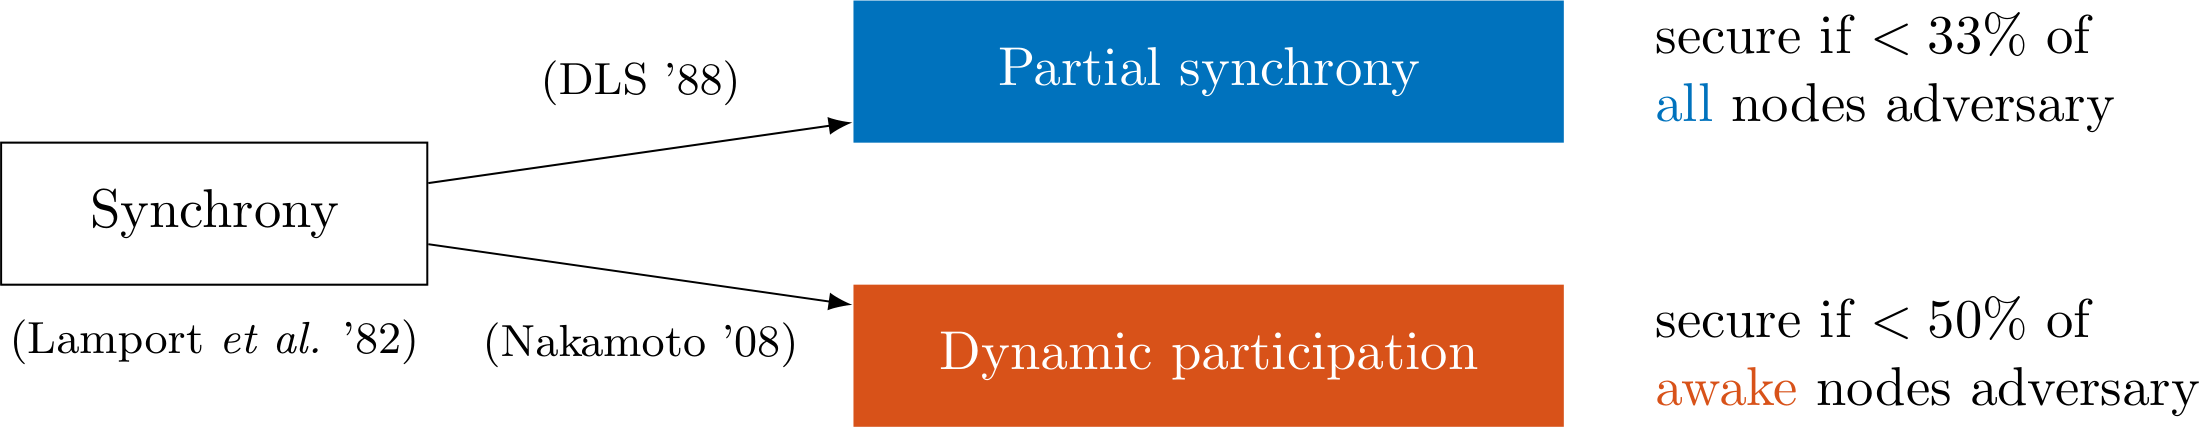 Synchrony
(Lamport et al. ’82)
(DLS ’88)
Partial synchrony
secure if < 33% of
all nodes adversary
(Nakamoto ’08)
Dynamic participation
secure if < 50% of
awake nodes adversary